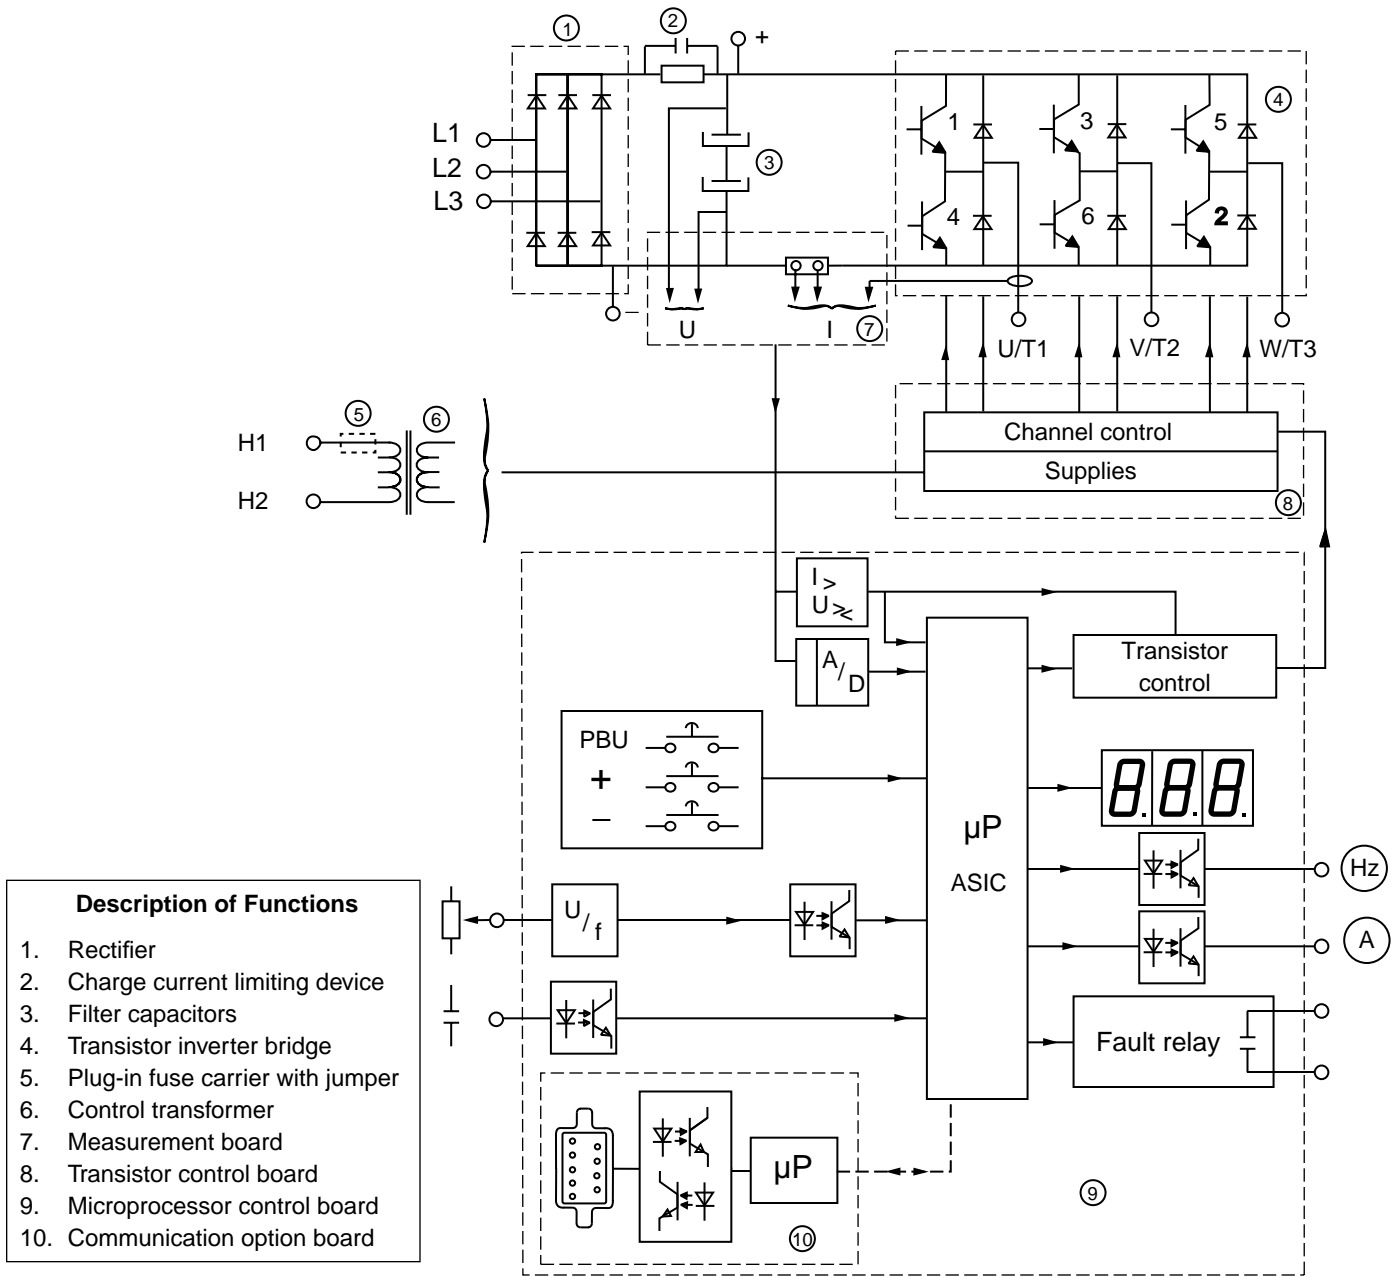 1
2
+
4
L1
L2
L3
3
1
3
5
4
6
2
−
U
I
7
U/T1
V/T2
W/T3
5
6
H1
H2
Channel control
Supplies
8
I >
U ><
A/D
Transistor
control
PBU
+
−
8.8.8.
µP
ASIC
Hz
U/f
A
Fault relay
µP
9
10
Description of Functions
1. Rectifier
2. Charge current limiting device
3. Filter capacitors
4. Transistor inverter bridge
5. Plug-in fuse carrier with jumper
6. Control transformer
7. Measurement board
8. Transistor control board
9. Microprocessor control board
10. Communication option board